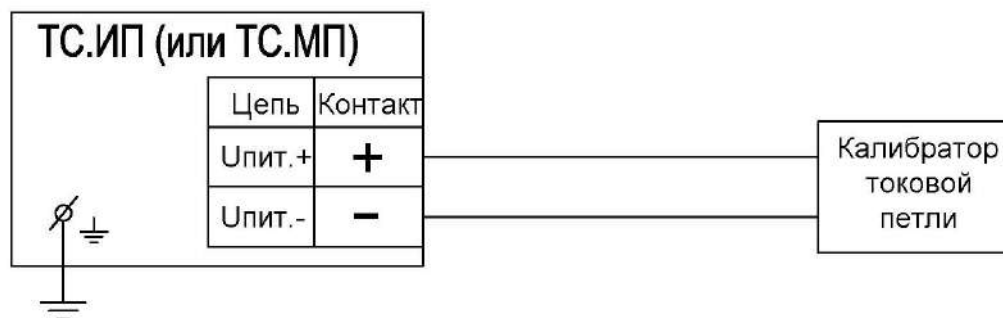 ТС.ИП (или ТС.МП)
Цепь Контакт
Uпит.+ +
Uпит.- −
Калибратор
токовой
петли